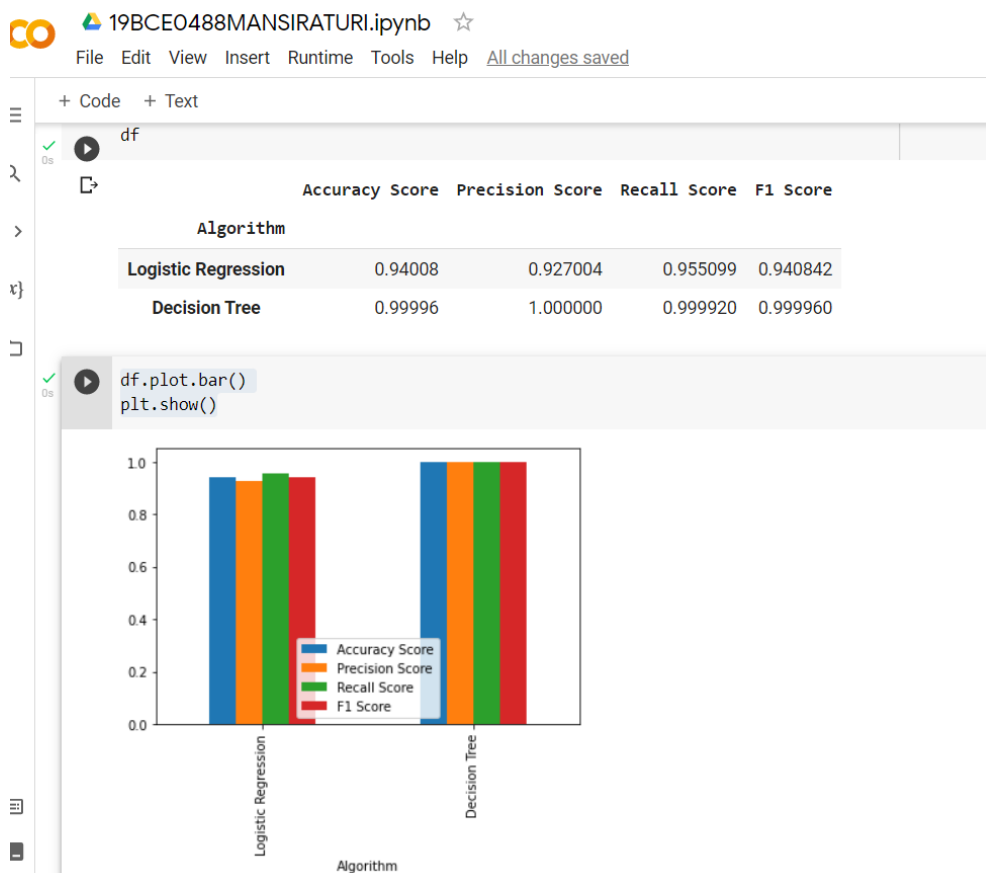 CO 19BCE0488MANSIRATURI.ipynb
File Edit View Insert Runtime Tools Help All changes saved
+ Code + Text
df
0s
Accuracy Score Precision Score Recall Score F1 Score
Algorithm
Logistic Regression 0.94008 0.927004 0.955099 0.940842
Decision Tree 0.99996 1.000000 0.999920 0.999960
{x}
df.plot.bar()
0s
plt.show()
1.0
0.8
0.6
0.4
0.2
0.0
Accuracy Score
Precision Score
Recall Score
F1 Score
Logistic Regression
Decision Tree
Algorithm